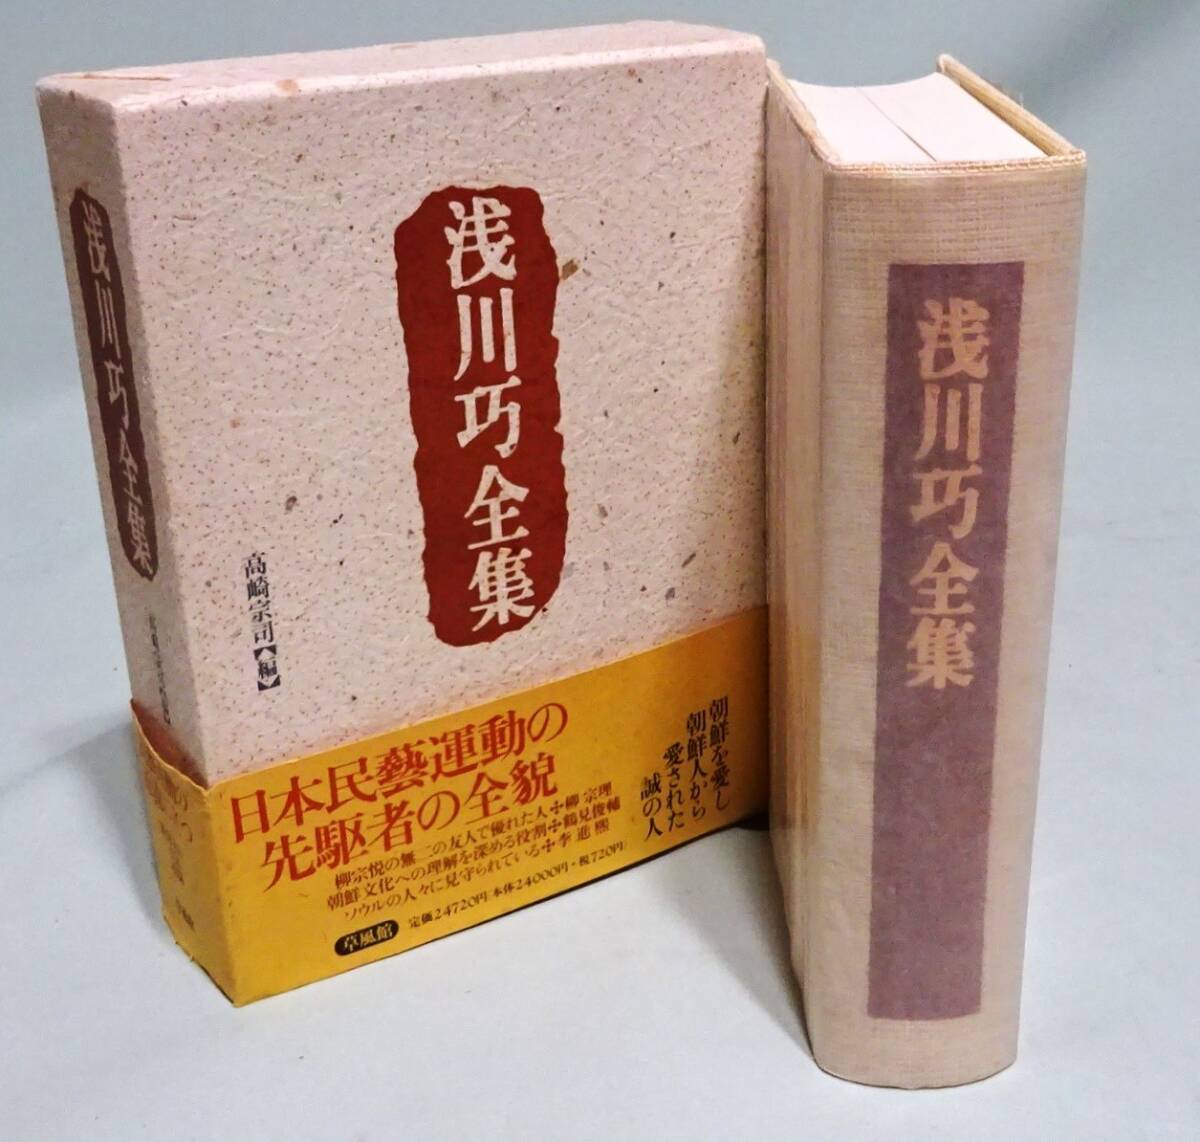 浅川巧全集
高崎宗司【編】
浅川巧全集
日本民藝運動の
先駆者の全貌
柳宗悦の無二の友人で優れた人✣柳 宗理
朝鮮文化への理解を深める役割✣鶴見俊輔
ソウルの人々に見守られている✣李 進熙
草風館
定価24720円[本体24000円・税720円]
朝鮮を愛し
朝鮮人から
愛された
誠の人
浅川巧全集